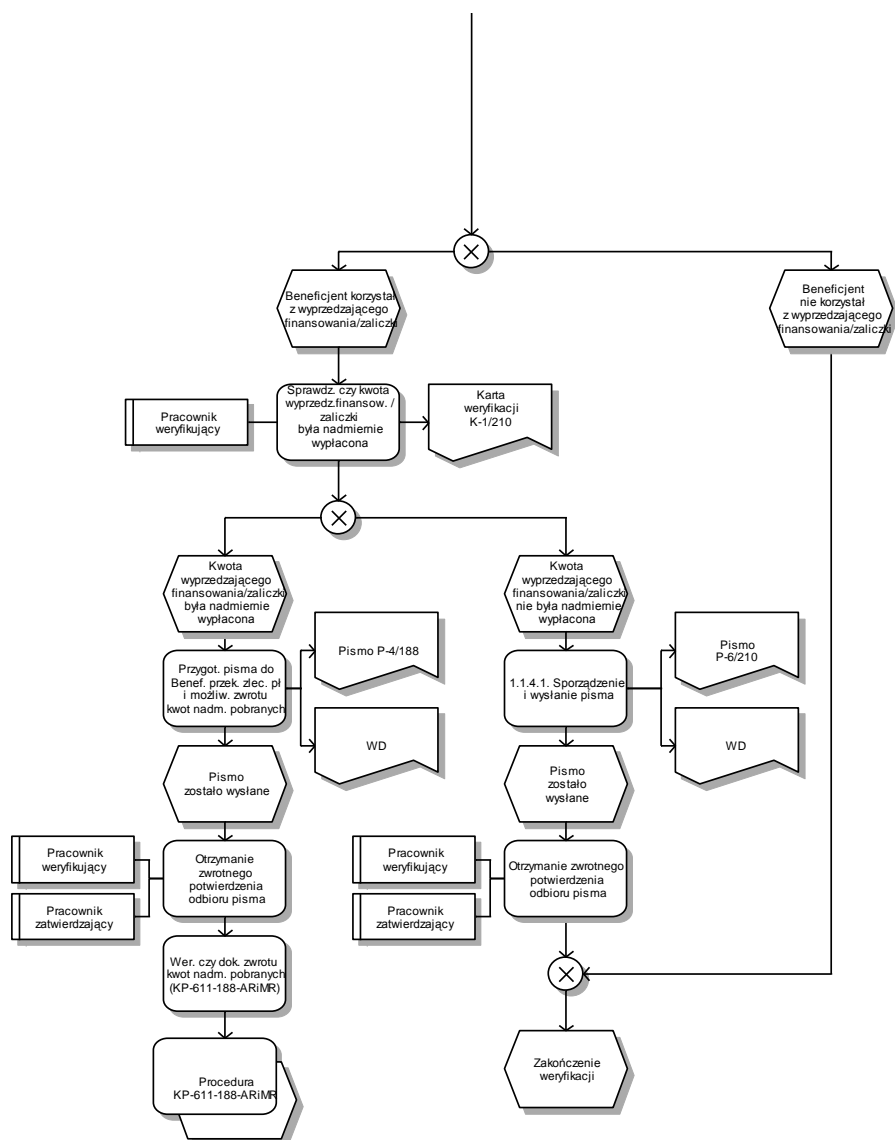 Beneficjent korzystał
z wyprzedzającego
finansowania/zaliczki
Beneficjent
nie korzystał
z wyprzedzającego
finansowania/zaliczki
Pracownik
weryfikujący
Sprawdz. czy kwota
wyprzedz.finansow. /
zaliczki
była nadmiernie
wypłacona
Karta
weryfikacji
K-1/210
Kwota
wyprzedzającego
finansowania/zaliczki
była nadmiernie
wypłacona
Kwota
wyprzedzającego
finansowania/zaliczki
nie była nadmiernie
wypłacona
Przygot. pisma do
Benef. przek. zlec. pł
i możliw. zwrotu
kwot nadm. pobranych
Pismo P-4/188
WD
1.1.4.1. Sporządzenie
i wysłanie pisma
Pismo
P-6/210
WD
Pismo
zostało wysłane
Pismo
zostało
wysłane
Pracownik
weryfikujący
Pracownik
zatwierdzający
Otrzymanie
zwrotnego
potwierdzenia
odbioru pisma
Pracownik
weryfikujący
Pracownik
zatwierdzający
Otrzymanie zwrotnego
potwierdzenia
odbioru pisma
Wer. czy dok. zwrotu
kwot nadm. pobranych
(KP-611-188-ARiMR)
Procedura
KP-611-188-ARiMR
Zakończenie
weryfikacji